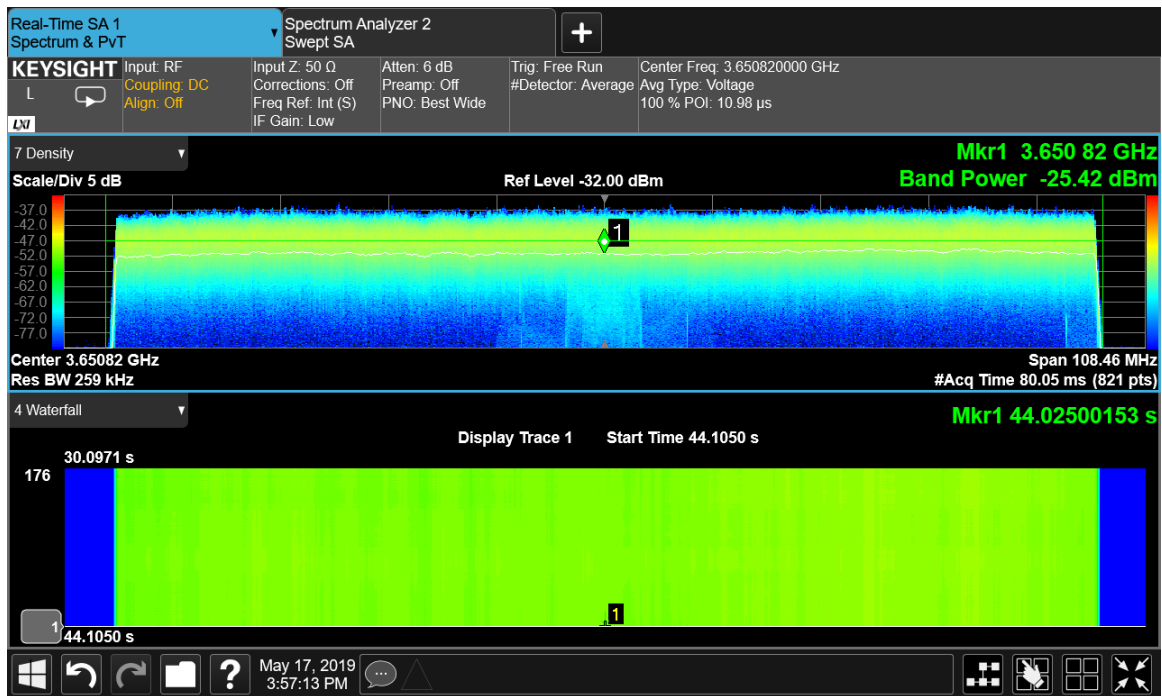 Real-Time SA 1
Spectrum & PvT
Spectrum Analyzer 2
Swept SA
KEYSIGHT
L
LXI
Input: RF
Coupling: DC
Align: Off
Input Z: 50 Ω
Corrections: Off
Freq Ref: Int (S)
IF Gain: Low
Atten: 6 dB
Preamp: Off
PNO: Best Wide
Trig: Free Run
#Detector: Average
Center Freq: 3.650820000 GHz
Avg Type: Voltage
100 % POI: 10.98 µs
7 Density
Mkr1 3.650 82 GHz
Scale/Div 5 dB
Ref Level -32.00 dBm
Band Power -25.42 dBm
-37.0
-42.0
-47.0
-52.0
-57.0
-62.0
-67.0
-72.0
-77.0
1
Center 3.65082 GHz
Span 108.46 MHz
Res BW 259 kHz
#Acq Time 80.05 ms (821 pts)
4 Waterfall
Mkr1 44.02500153 s
Display Trace 1 Start Time 44.1050 s
30.0971 s
176
1
1
44.1050 s
?
May 17, 2019
3:57:13 PM